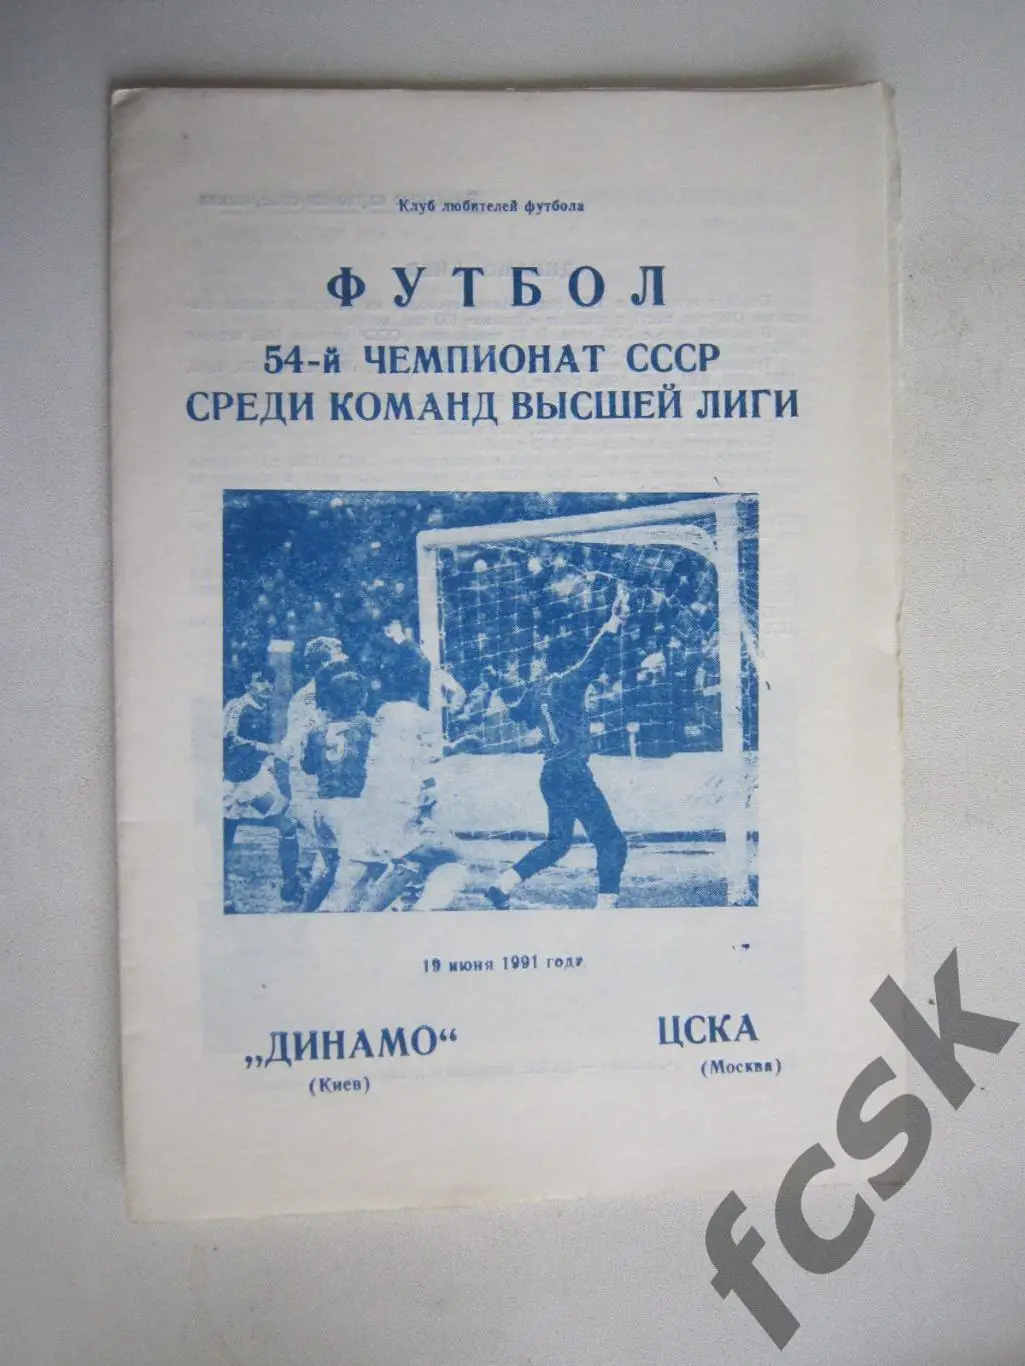 Клуб любителей футбола
ФУТБОЛ
54-й ЧЕМПИОНАТ СССР
СРЕДИ КОМАНД ВЫСШЕЙ ЛИГИ
5
19 июня 1991 года
„ДИНАМО“ ЦСКА
(Киев) (Москва)
fcsk